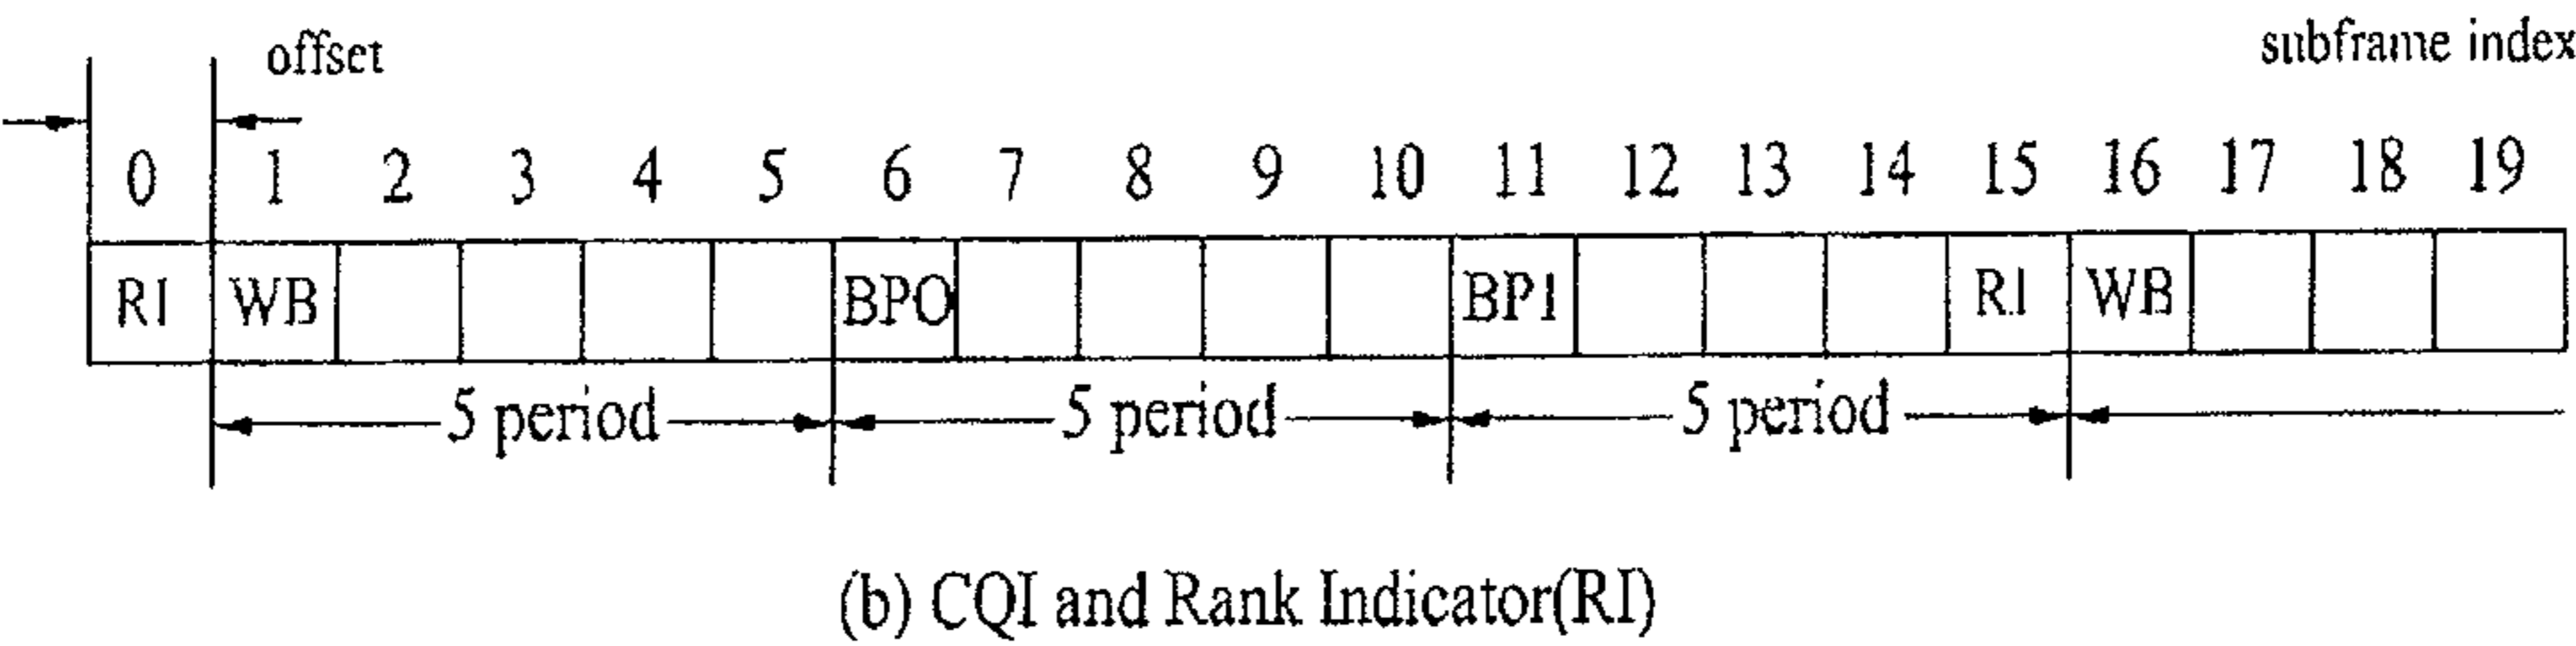 offset subframe index
0 1 2 3 4 5 6 7 8 9 10 11 12 13 14 15 16 17 18 19
RI WB BPO BP1 RI WB
5 period 5 period 5 period
(b) CQI and Rank Indicator(RI)